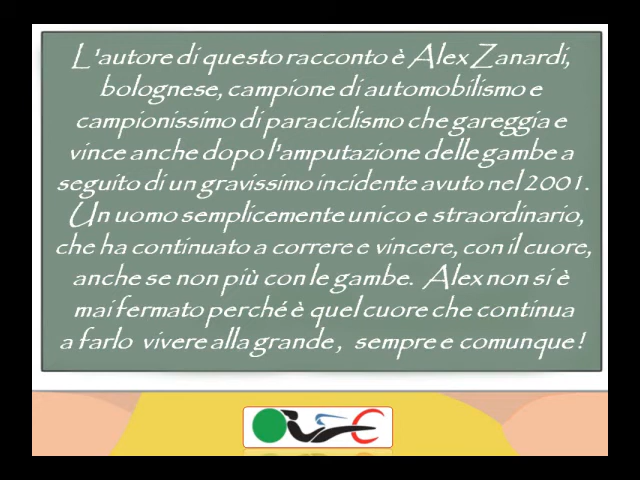 L'autore di questo racconto è Alex Zanardi,
bolognese, campione di automobilismo e
campionissimo di paraciclismo che gareggia e
vince anche dopo l'amputazione delle gambe a
seguito di un gravissimo incidente avuto nel 2001.
Un uomo semplicemente unico e straordinario,
che ha continuato a correre e vincere, con il cuore,
anche se non più con le gambe. Alex non si è
mai fermato perché è quel cuore che continua
a farlo vivere alla grande , sempre e comunque!